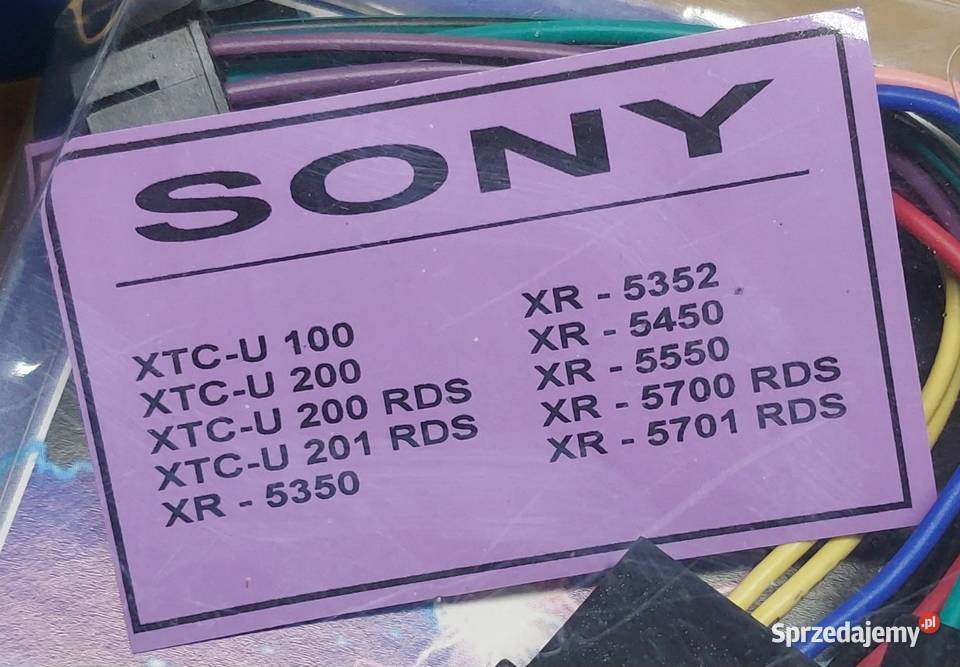 SONY
XTC-U 100
XTC-U 200
XTC-U 200 RDS
XTC-U 201 RDS
XR - 5350
XR - 5352
XR - 5450
XR - 5550
XR - 5700 RDS
XR - 5701 RDS
Sprzedajemy.pl